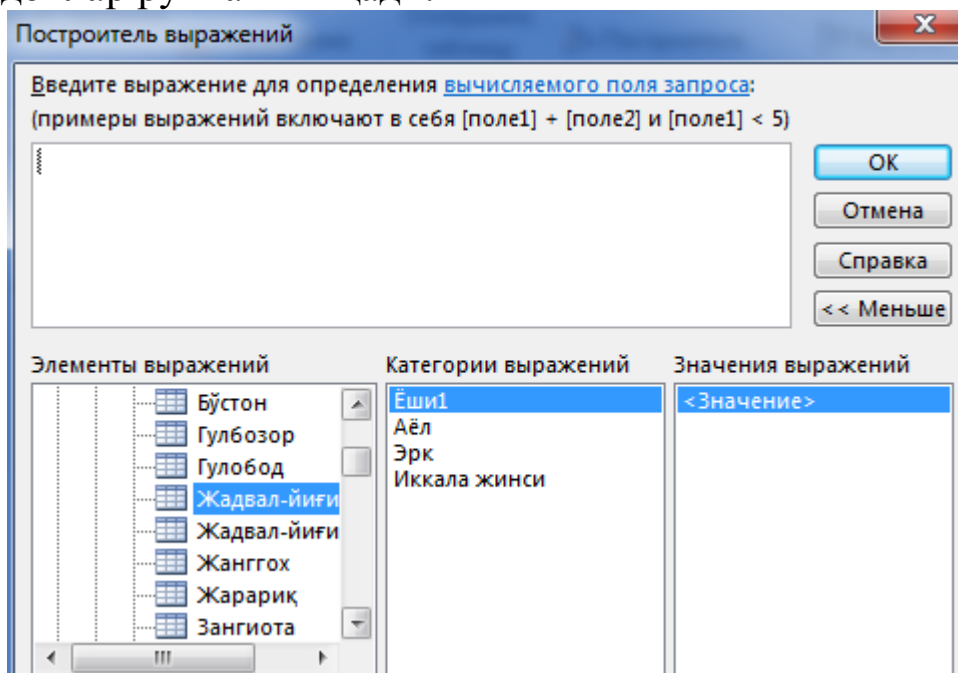 Построитель выражений
Введите выражение для определения вычисляемого поля запроса:
(примеры выражений включают в себя [поле1] + [поле2] и [поле1] < 5)
ОК
Отмена
Справка
<< Меньше
Элементы выражений
Бўстон
Гулбозор
Гулобод
Жадвал-йиғи
Жадвал-йиғи
Жанггох
Жарариқ
Зангиота
Категории выражений
Ёши1
Аёл
Эрк
Иккала жинси
Значения выражений
<Значение>